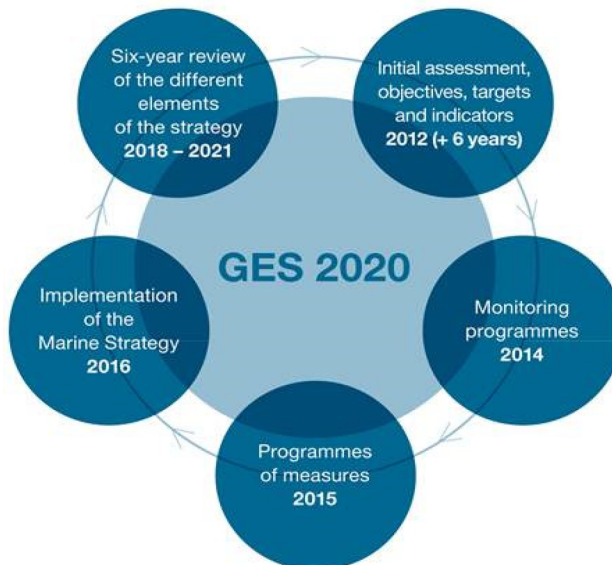 Six-year review
of the different
elements
of the strategy
2018 – 2021
Initial assessment,
objectives, targets
and indicators
2012 (+ 6 years)
GES 2020
Implementation
of the
Marine Strategy
2016
Monitoring
programmes
2014
Programmes
of measures
2015